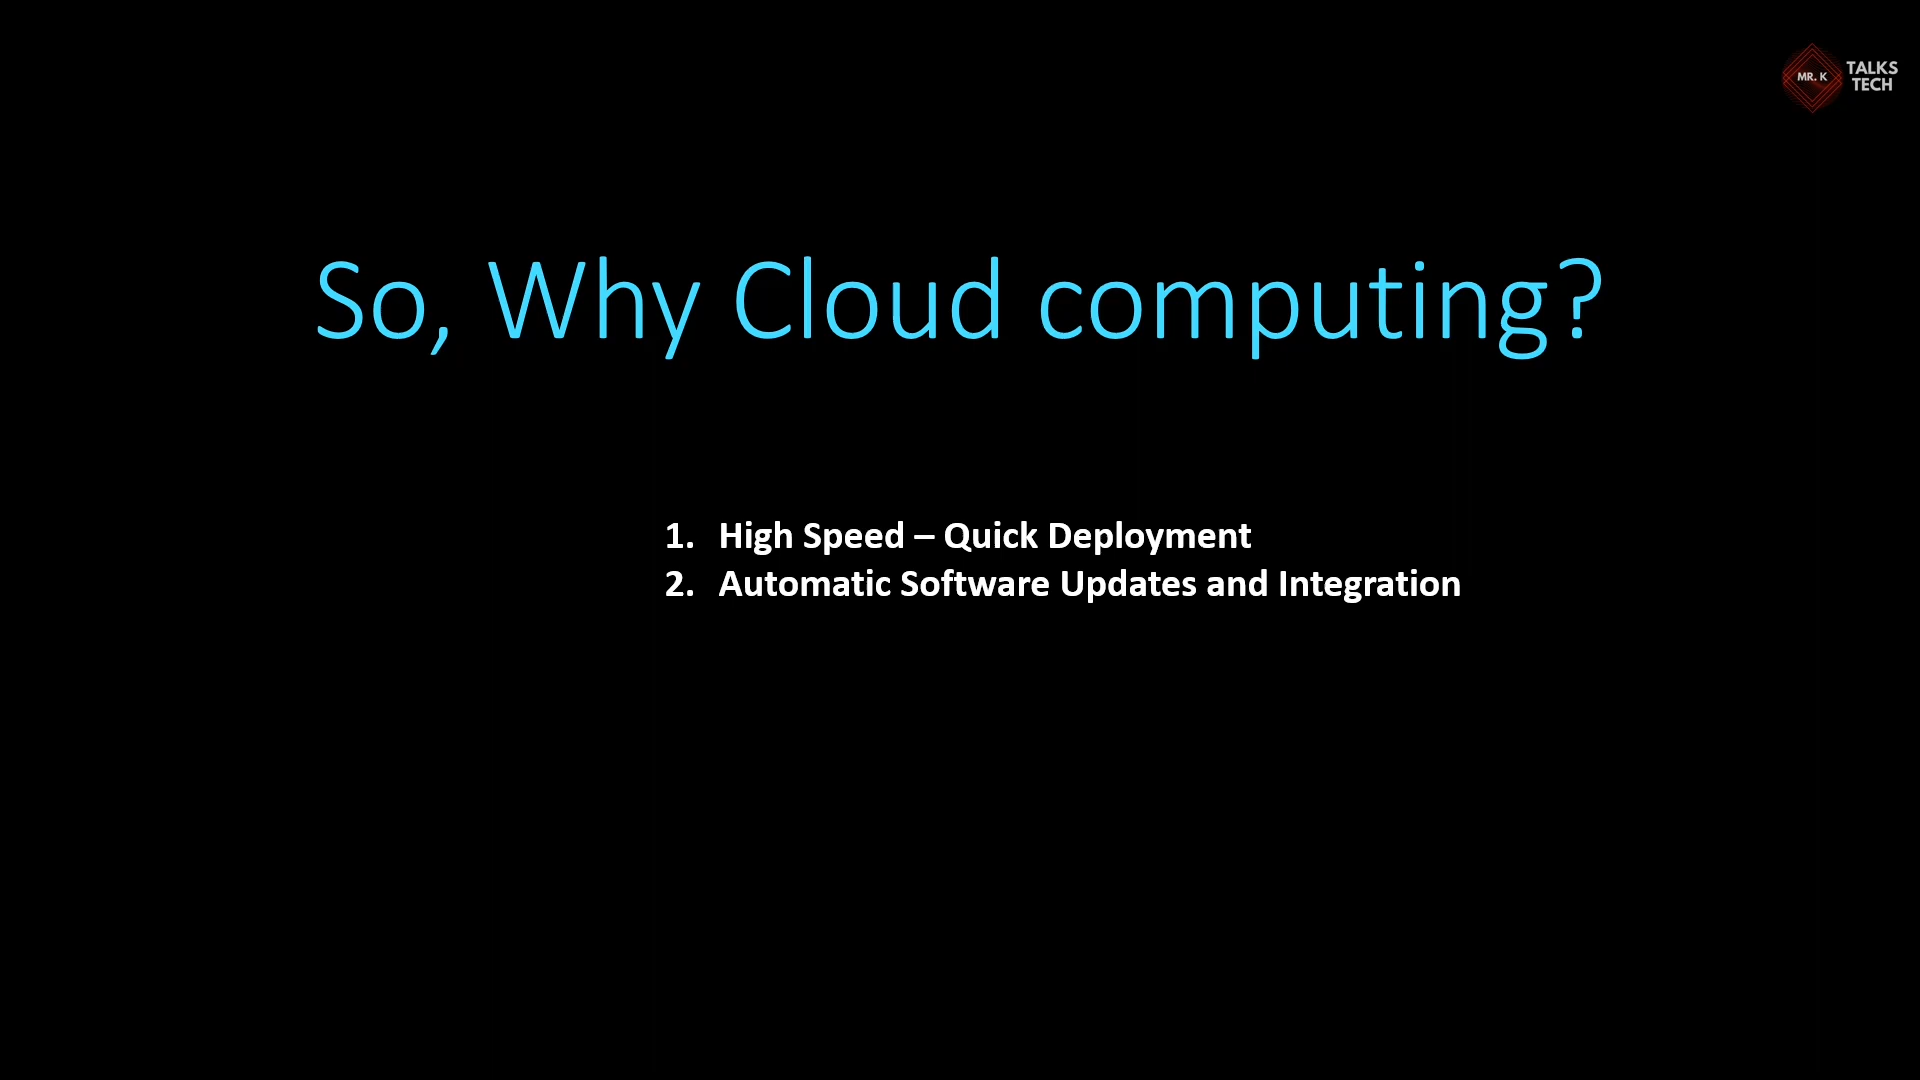 MR. K
TALKS
TECH
So, Why Cloud computing?
1. High Speed – Quick Deployment
2. Automatic Software Updates and Integration